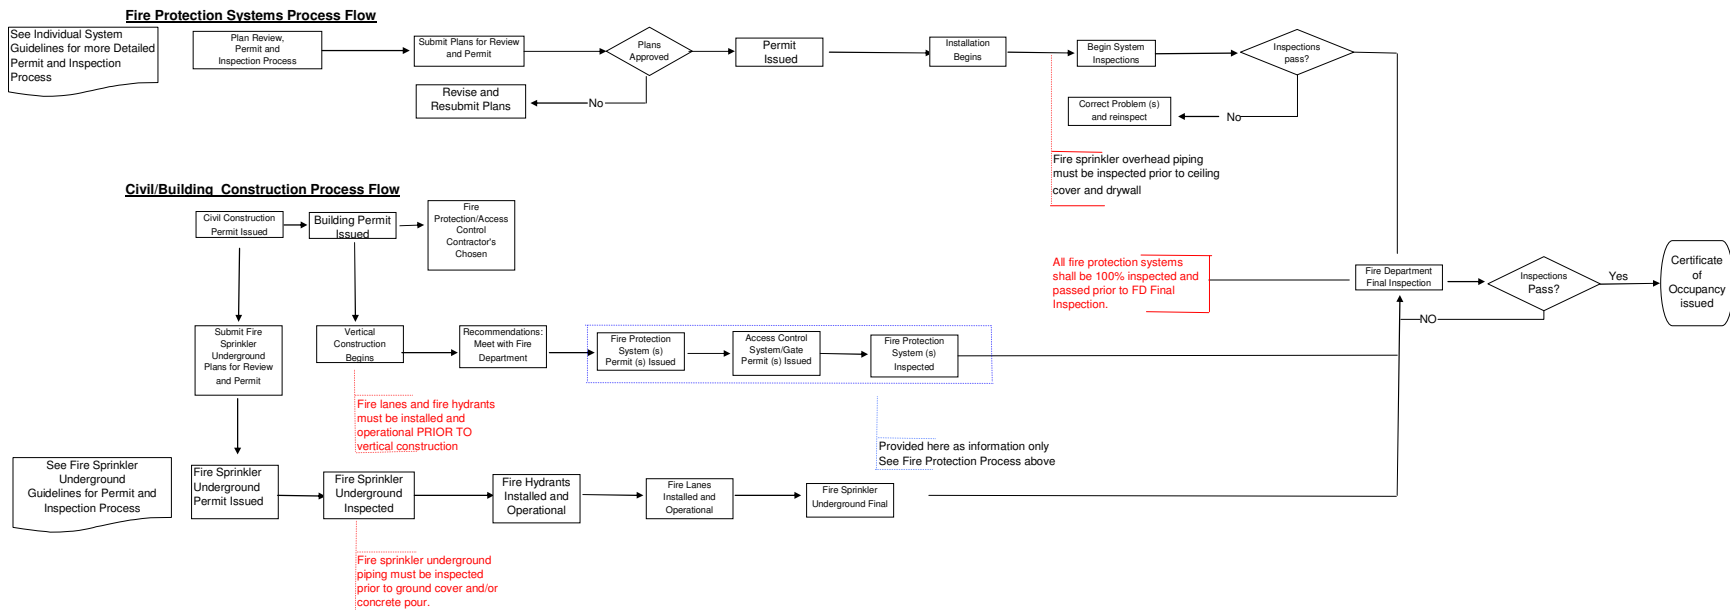 Fire Protection Systems Process Flow
See Individual System
Guidelines for more Detailed
Permit and Inspection
Process
Plan Review,
Permit and
Inspection Process
Submit Plans for Review
and Permit
Plans
Approved
Permit
Issued
Installation
Begins
Begin System
Inspections
Inspections
pass?
Revise and
Resubmit Plans
No
Correct Problem (s)
and reinspect
No
Fire sprinkler overhead piping
must be inspected prior to ceiling
cover and drywall
Civil/Building Construction Process Flow
Civil Construction
Permit Issued
Building Permit
Issued
Fire
Protection/Access
Control
Contractor's
Chosen
All fire protection systems
shall be 100% inspected and
passed prior to FD Final
Inspection.
Fire Department
Final Inspection
Inspections
Pass?
Yes
Certificate
of
Occupancy
issued
NO
Submit Fire
Sprinkler
Underground
Plans for Review
and Permit
Vertical
Construction
Begins
Recommendations:
Meet with Fire
Department
Fire Protection
System (s)
Permit (s) Issued
Access Control
System/Gate
Permit (s) Issued
Fire Protection
System (s)
Inspected
Fire lanes and fire hydrants
must be installed and
operational PRIOR TO
vertical construction
Provided here as information only
See Fire Protection Process above
See Fire Sprinkler
Underground
Guidelines for Permit and
Inspection Process
Fire Sprinkler
Underground
Permit Issued
Fire Sprinkler
Underground
Inspected
Fire Hydrants
Installed and
Operational
Fire Lanes
Installed and
Operational
Fire Sprinkler
Underground Final
Fire sprinkler underground
piping must be inspected
prior to ground cover and/or
concrete pour.